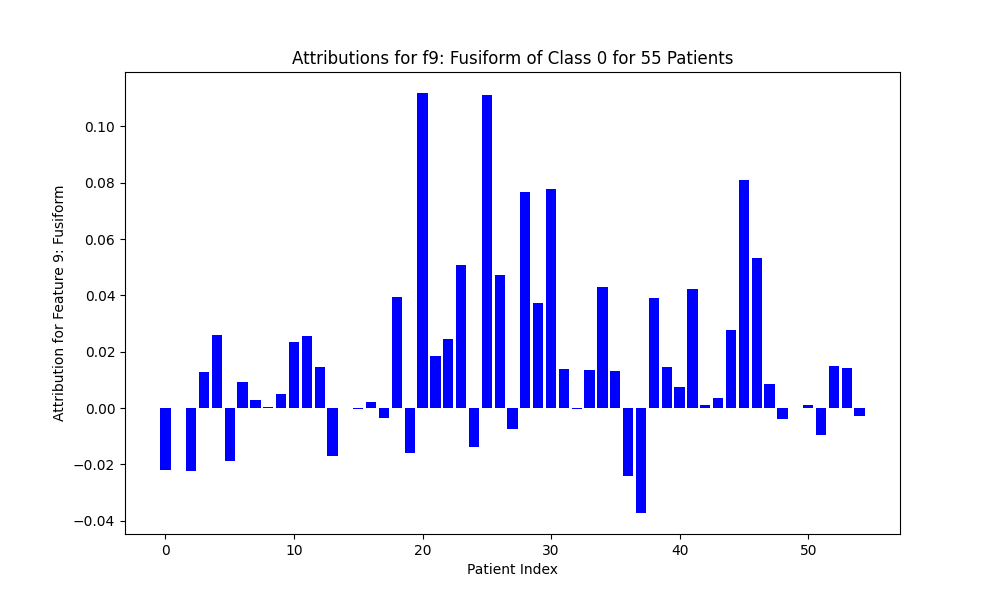 Attributions for f9: Fusiform of Class 0 for 55 Patients
Attribution for Feature 9: Fusiform
0.10
0.08
0.06
0.04
0.02
0.00
−0.02
−0.04
0 10 20 30 40 50
Patient Index